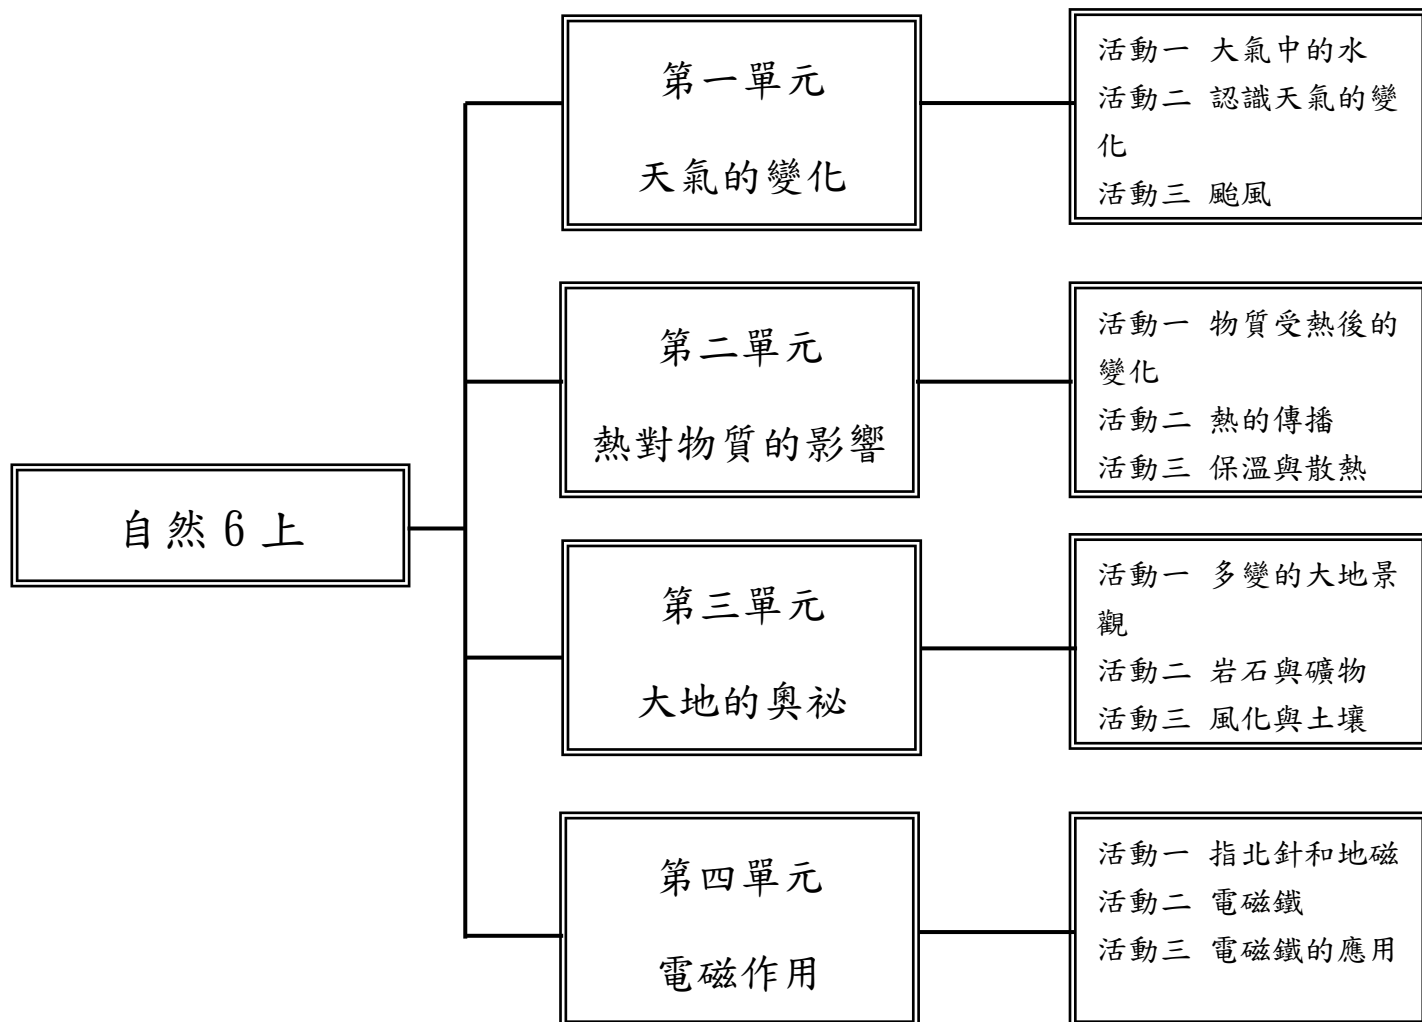 自然 6 上
第一單元
天氣的變化
活動一 大氣中的水
活動二 認識天氣的變
化
活動三 颱風
第二單元
熱對物質的影響
活動一 物質受熱後的
變化
活動二 熱的傳播
活動三 保溫與散熱
第三單元
大地的奧祕
活動一 多變的大地景
觀
活動二 岩石與礦物
活動三 風化與土壤
第四單元
電磁作用
活動一 指北針和地磁
活動二 電磁鐵
活動三 電磁鐵的應用